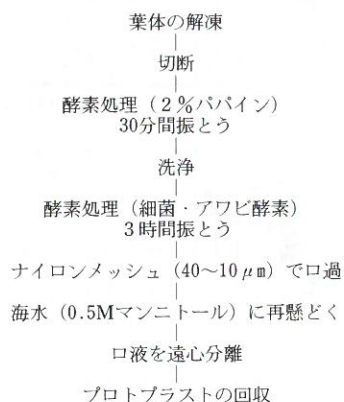 葉体の解凍
切断
酵素処理（２％パパイン）
30分間振とう
洗浄
酵素処理（細菌・アワビ酵素）
３時間振とう
ナイロンメッシュ（40〜10μm）でロ過
海水（0.5Mマンニトール）に再懸どく
ロ液を遠心分離
プロトプラストの回収